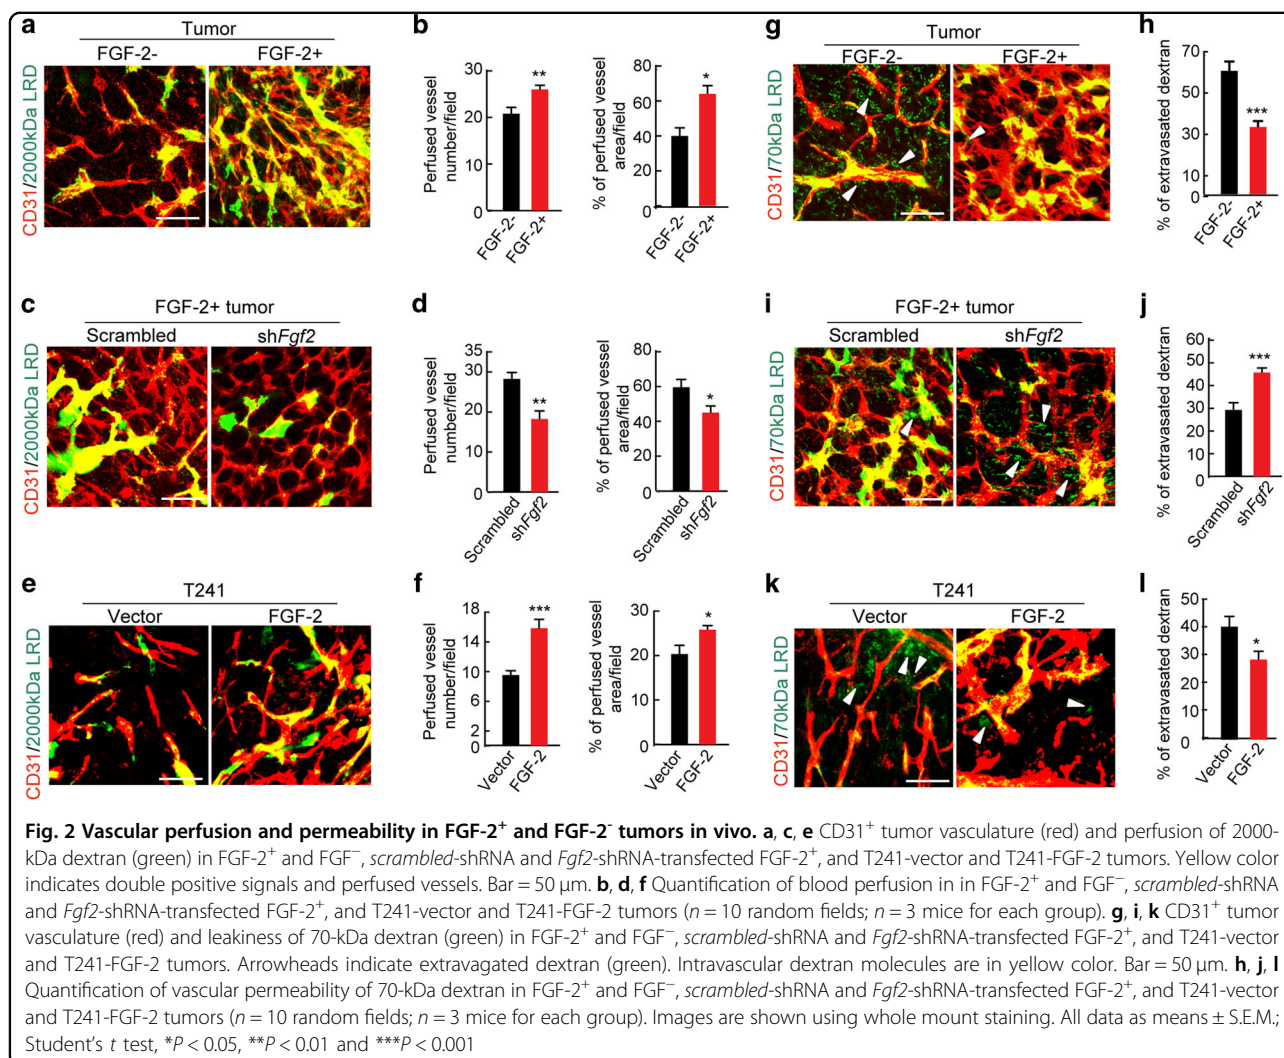 a
Tumor
FGF-2-
FGF-2+
CD31/2000kDa LRD
b
Perfused vessel
number/field
30
20
10
0
**
FGF-2-
FGF-2+
% of perfused vessel
area/field
80
60
40
20
0
*
FGF-2-
FGF-2+
g
Tumor
FGF-2-
FGF-2+
CD31/70kDa LRD
h
% of extravasated dextran
70
50
30
10
0
***
FGF-2-
FGF-2+
c
FGF-2+ tumor
Scrambled
shFgf2
CD31/2000kDa LRD
d
Perfused vessel
number/field
35
28
20
10
0
**
Scrambled
shFgf2
% of perfused vessel
area/field
80
60
40
20
0
*
Scrambled
shFgf2
i
FGF-2+ tumor
Scrambled
shFgf2
CD31/70kDa LRD
j
% of extravasated dextran
60
50
40
30
20
10
0
***
Scrambled
shFgf2
e
T241
Vector
FGF-2
CD31/2000kDa LRD
f
Perfused vessel
number/field
18
14
10
6
2
0
***
Vector
FGF-2
% of perfused vessel
area/field
30
20
10
0
*
Vector
FGF-2
k
T241
Vector
FGF-2
CD31/70kDa LRD
l
% of extravasated dextran
50
40
30
20
10
0
*
Vector
FGF-2
Fig. 2 Vascular perfusion and permeability in FGF-2⁺ and FGF-2⁻ tumors in vivo. a, c, e CD31⁺ tumor vasculature (red) and perfusion of 2000-
kDa dextran (green) in FGF-2⁺ and FGF⁻, scrambled-shRNA and Fgf2-shRNA-transfected FGF-2⁺, and T241-vector and T241-FGF-2 tumors. Yellow color
indicates double positive signals and perfused vessels. Bar = 50 μm. b, d, f Quantification of blood perfusion in in FGF-2⁺ and FGF⁻, scrambled-shRNA
and Fgf2-shRNA-transfected FGF-2⁺, and T241-vector and T241-FGF-2 tumors (n = 10 random fields; n = 3 mice for each group). g, i, k CD31⁺ tumor
vasculature (red) and leakiness of 70-kDa dextran (green) in FGF-2⁺ and FGF⁻, scrambled-shRNA and Fgf2-shRNA-transfected FGF-2⁺, and T241-vector
and T241-FGF-2 tumors. Arrowheads indicate extravagated dextran (green). Intravascular dextran molecules are in yellow color. Bar = 50 μm. h, j, l
Quantification of vascular permeability of 70-kDa dextran in FGF-2⁺ and FGF⁻, scrambled-shRNA and Fgf2-shRNA-transfected FGF-2⁺, and T241-vector
and T241-FGF-2 tumors (n = 10 random fields; n = 3 mice for each group). Images are shown using whole mount staining. All data as means ± S.E.M.;
Student's t test, *P < 0.05, **P < 0.01 and ***P < 0.001